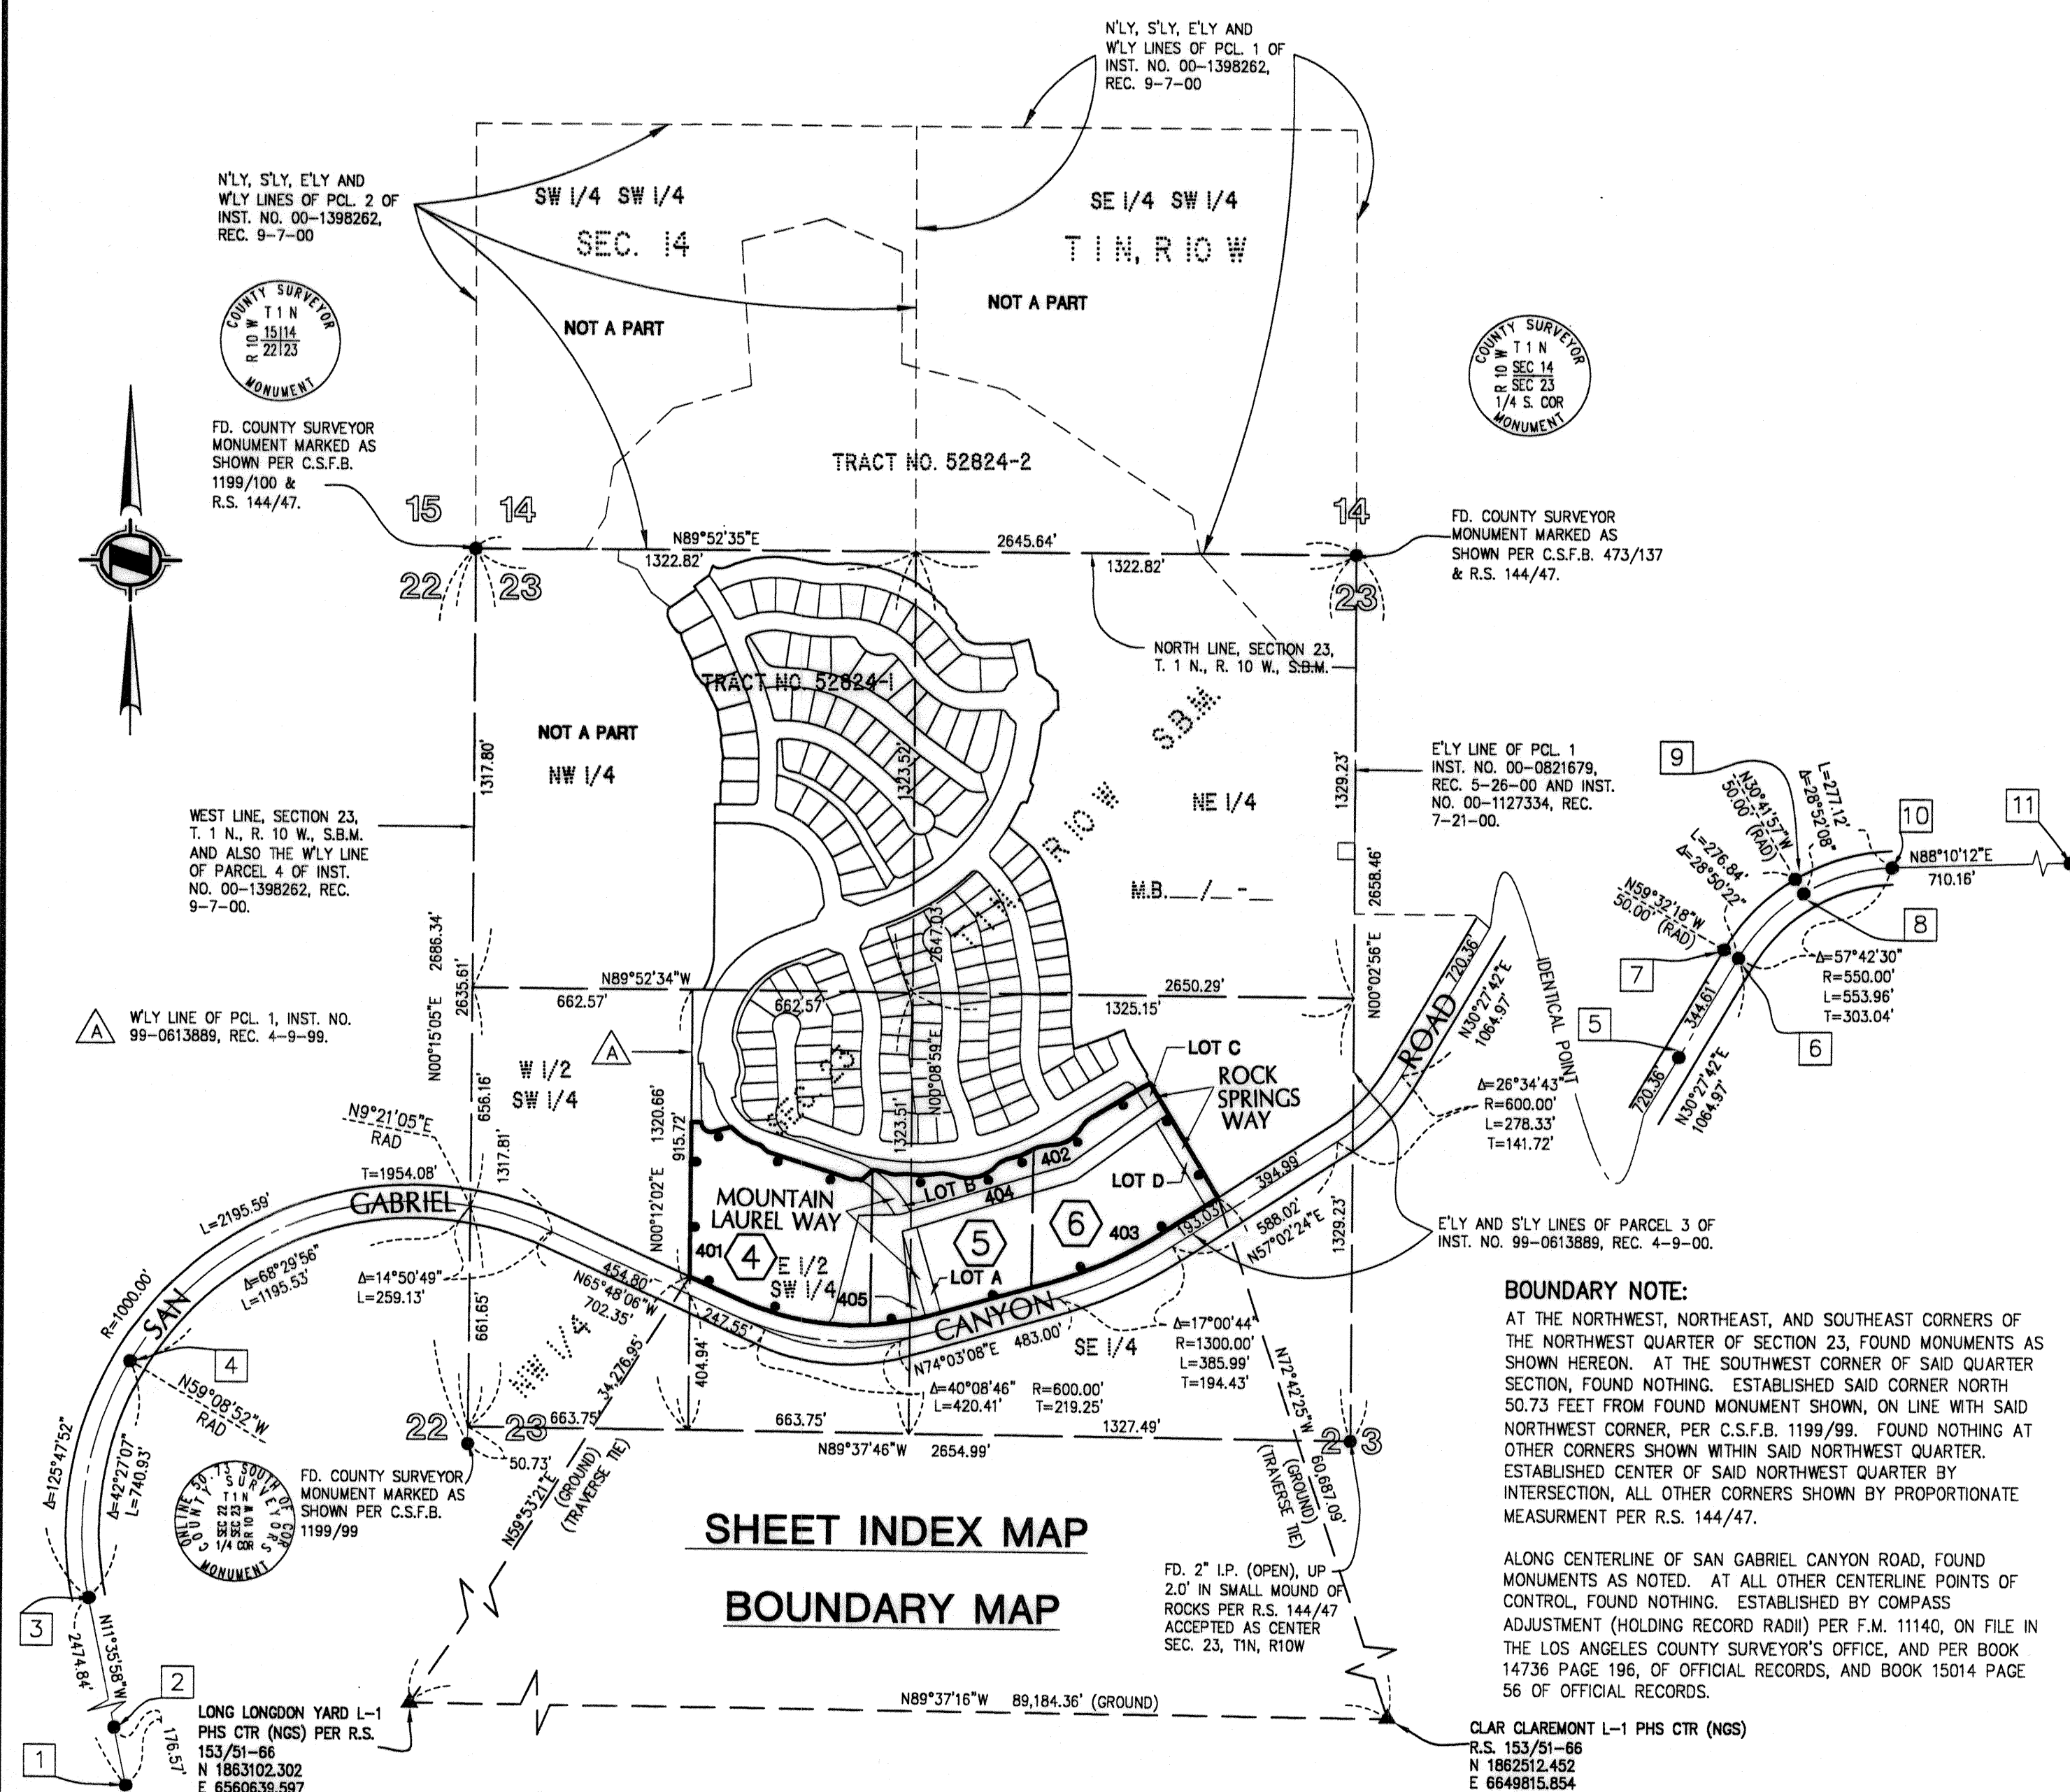 N'LY, S'LY, E'LY AND
W'LY LINES OF PCL. 1 OF
INST. NO. 00-1398262,
REC. 9-7-00
N'LY, S'LY, E'LY AND
W'LY LINES OF PCL. 2 OF
INST. NO. 00-1398262,
REC. 9-7-00
SW 1/4 SW 1/4
SEC. 14
SE 1/4 SW 1/4
T 1 N, R 10 W
NOT A PART
NOT A PART
COUNTY SURVEYOR
T 1 N
R 10 W
15|14
22|23
MONUMENT
COUNTY SURVEYOR
T 1 N
R 10 W
SEC 14
SEC 23
1/4 S. COR
MONUMENT
FD. COUNTY SURVEYOR
MONUMENT MARKED AS
SHOWN PER C.S.F.B.
1199/100 &
R.S. 144/47.
TRACT NO. 52824-2
15 14
22 23
14
23
N89°52'35"E
2645.64'
1322.82'
1322.82'
FD. COUNTY SURVEYOR
MONUMENT MARKED AS
SHOWN PER C.S.F.B. 473/137
& R.S. 144/47.
NORTH LINE, SECTION 23,
T. 1 N., R. 10 W., S.B.M.
TRACT NO. 52824-1
S.B.M.
R 10 W
NOT A PART
NW 1/4
NE 1/4
M.B.__/__-__
1317.80'
1323.52'
1329.23'
2658.46'
E'LY LINE OF PCL. 1
INST. NO. 00-0821679,
REC. 5-26-00 AND INST.
NO. 00-1127334, REC.
7-21-00.
WEST LINE, SECTION 23,
T. 1 N., R. 10 W., S.B.M.
AND ALSO THE W'LY LINE
OF PARCEL 4 OF INST.
NO. 00-1398262, REC.
9-7-00.
9
10
11
L=277.12'
Δ=28°52'08"
N30°41'57"W
50.00' (RAD)
L=276.84'
Δ=28°50'22"
N59°32'18"W
50.00' (RAD)
N88°10'12"E
710.16'
8
7
6
5
Δ=57°42'30"
R=550.00'
L=553.96'
T=303.04'
344.61'
720.36'
N30°27'42"E
1064.97'
IDENTICAL POINT
N00°15'05"E 2686.34'
2635.61'
2647.03
N89°52'34"W
2650.29'
662.57'
662.57'
1325.15'
N00°02'56"E
N00°08'59"E
A W'LY LINE OF PCL. 1, INST. NO.
99-0613889, REC. 4-9-99.
A
W 1/2
SW 1/4
656.16'
1317.81'
N00°12'02"E 1320.66'
915.72'
1323.51'
LOT C
ROCK
SPRINGS
WAY
ROAD
720.36'
N30°27'42"E
1064.97'
Δ=26°34'43"
R=600.00'
L=278.33'
T=141.72'
N9°21'05"E
RAD
T=1954.08'
GABRIEL
L=2195.59'
Δ=68°29'56"
L=1195.53'
R=1000.00'
SAN
Δ=14°50'49"
L=259.13'
454.80'
N65°48'06"W
702.35'
247.55'
MOUNTAIN
LAUREL WAY
LOT B
404
402
LOT D
401
4
E 1/2
SW 1/4
405
5
6
403
LOT A
193.03'
394.99'
588.02'
N57°02'24"E
1329.23'
E'LY AND S'LY LINES OF PARCEL 3 OF
INST. NO. 99-0613889, REC. 4-9-00.
CANYON
N74°03'08"E 483.00'
SE 1/4
Δ=17°00'44"
R=1300.00'
L=385.99'
T=194.43'
Δ=40°08'46" R=600.00'
L=420.41' T=219.25'
4
N59°08'52"W
RAD
661.65'
404.94'
34,276.95'
22 23
663.75'
663.75'
1327.49'
N89°37'46"W 2654.99'
50.73'
23
Δ=125°47'52"
Δ=42°27'07"
L=740.93'
ONLINE 50.73 SOUTH OF COR
COUNTY SURVEYORS
T 1 N
SEC 22
SEC 23
R 10 W
1/4 COR
MONUMENT
FD. COUNTY SURVEYOR
MONUMENT MARKED AS
SHOWN PER C.S.F.B.
1199/99
N59°53'21"E
(GROUND)
(TRAVERSE TIE)
N72°42'25"W 60,687.09'
(GROUND)
(TRAVERSE TIE)
SHEET INDEX MAP
BOUNDARY MAP
FD. 2" I.P. (OPEN), UP
2.0' IN SMALL MOUND OF
ROCKS PER R.S. 144/47
ACCEPTED AS CENTER
SEC. 23, T1N, R10W
BOUNDARY NOTE:
AT THE NORTHWEST, NORTHEAST, AND SOUTHEAST CORNERS OF
THE NORTHWEST QUARTER OF SECTION 23, FOUND MONUMENTS AS
SHOWN HEREON. AT THE SOUTHWEST CORNER OF SAID QUARTER
SECTION, FOUND NOTHING. ESTABLISHED SAID CORNER NORTH
50.73 FEET FROM FOUND MONUMENT SHOWN, ON LINE WITH SAID
NORTHWEST CORNER, PER C.S.F.B. 1199/99. FOUND NOTHING AT
OTHER CORNERS SHOWN WITHIN SAID NORTHWEST QUARTER.
ESTABLISHED CENTER OF SAID NORTHWEST QUARTER BY
INTERSECTION, ALL OTHER CORNERS SHOWN BY PROPORTIONATE
MEASURMENT PER R.S. 144/47.
ALONG CENTERLINE OF SAN GABRIEL CANYON ROAD, FOUND
MONUMENTS AS NOTED. AT ALL OTHER CENTERLINE POINTS OF
CONTROL, FOUND NOTHING. ESTABLISHED BY COMPASS
ADJUSTMENT (HOLDING RECORD RADII) PER F.M. 11140, ON FILE IN
THE LOS ANGELES COUNTY SURVEYOR'S OFFICE, AND PER BOOK
14736 PAGE 196, OF OFFICIAL RECORDS, AND BOOK 15014 PAGE
56 OF OFFICIAL RECORDS.
3
N11°35'58"W
2474.84'
2
176.57'
1
LONG LONGDON YARD L-1
PHS CTR (NGS) PER R.S.
153/51-66
N 1863102.302
E 6560639.597
N89°37'16"W 89,184.36' (GROUND)
CLAR CLAREMONT L-1 PHS CTR (NGS)
R.S. 153/51-66
N 1862512.452
E 6649815.854